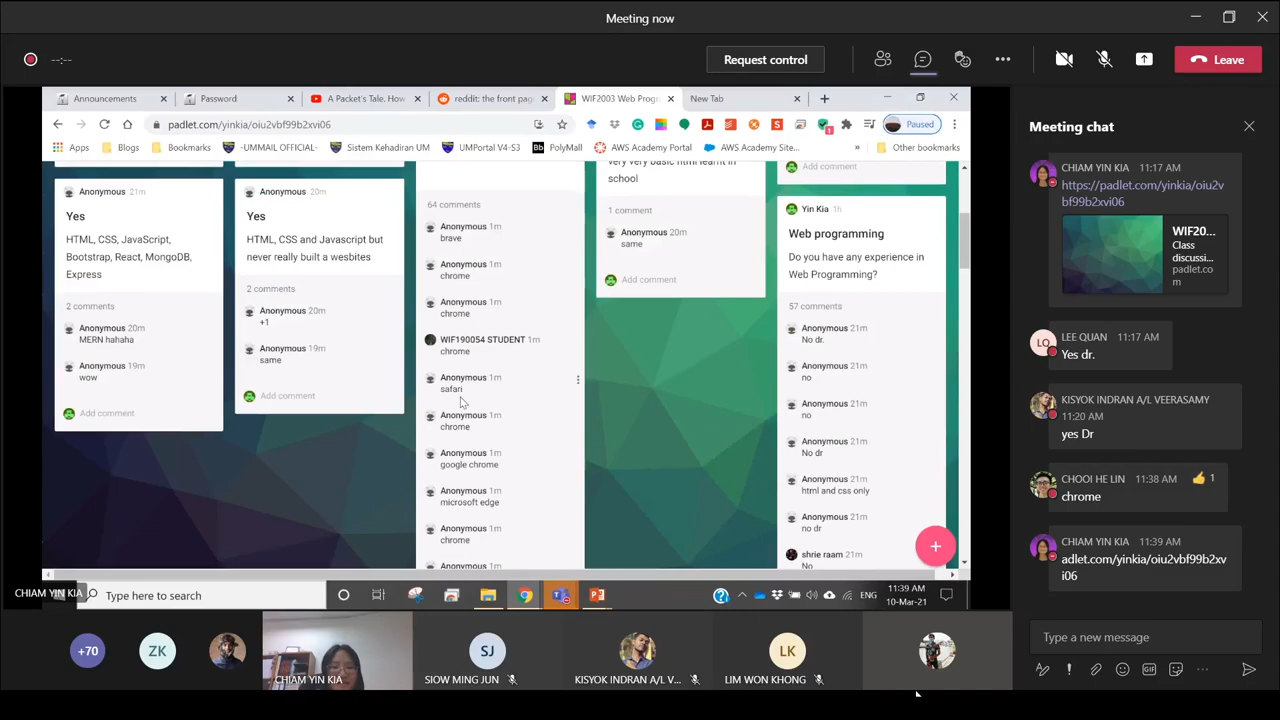 Meeting now
--:--
Request control
Leave
Announcements
Password
A Packet's Tale. How
reddit: the front pag
WIF2003 Web Prog
New Tab
padlet.com/yinkia/oiu2vbf99b2xvi06
Paused
Apps
Blogs
Bookmarks
-UMMAIL OFFICIAL-
Sistem Kehadiran UM
UMPortal V4-S3
Bb PolyMall
AWS Academy Portal
AWS Academy Site...
»
Other bookmarks
Anonymous 21m
Yes
HTML, CSS, JavaScript,
Bootstrap, React, MongoDB,
Express
2 comments
Anonymous 20m
MERN hahaha
Anonymous 19m
wow
Add comment
Anonymous 20m
Yes
HTML, CSS and Javascript but
never really built a wesbites
2 comments
Anonymous 20m
+1
Anonymous 19m
same
Add comment
64 comments
Anonymous 1m
brave
Anonymous 1m
chrome
Anonymous 1m
chrome
WIF190054 STUDENT 1m
chrome
Anonymous 1m
safari
Anonymous 1m
chrome
Anonymous 1m
google chrome
Anonymous 1m
microsoft edge
Anonymous 1m
chrome
Anonymous 1m
very very basic html learnt in
school
1 comment
Anonymous 20m
same
Add comment
Add comment
Yin Kia 1h
Web programming
Do you have any experience in
Web Programming?
57 comments
Anonymous 21m
No dr.
Anonymous 21m
no
Anonymous 21m
no
Anonymous 21m
No dr
Anonymous 21m
html and css only
Anonymous 21m
no dr
shrie raam 21m
No
CHIAM YIN KIA
Type here to search
ENG
11:39 AM
10-Mar-21
+70
ZK
CHIAM YIN KIA
SJ
SIOW MING JUN
KISYOK INDRAN A/L V...
LK
LIM WON KHONG
Meeting chat
CHIAM YIN KIA 11:17 AM
https://padlet.com/yinkia/oiu2v
bf99b2xvi06
WIF20...
Class
discussi...
padlet.co
m
LQ
LEE QUAN 11:17 AM
Yes dr.
KISYOK INDRAN A/L VEERASAMY
11:20 AM
yes Dr
CHOOI HE LIN 11:38 AM
1
chrome
CHIAM YIN KIA 11:39 AM
adlet.com/yinkia/oiu2vbf99b2xv
i06
Type a new message
GIF